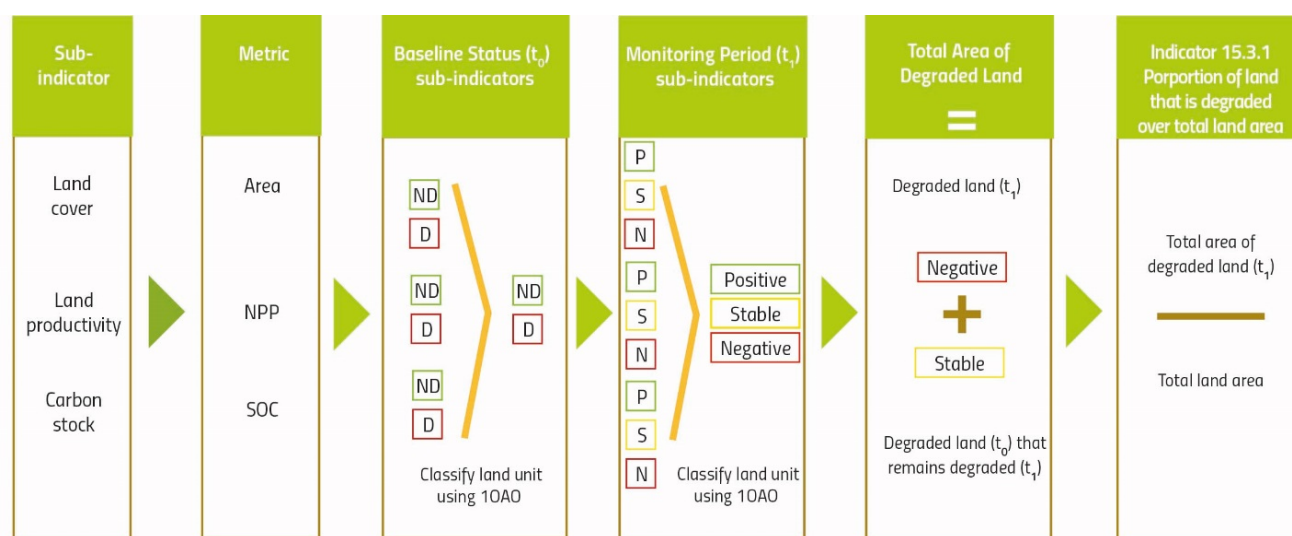 Sub-
indicator
Land
cover
Land
productivity
Carbon
stock
Metric
Area
NPP
SOC
Baseline Status (t0)
sub-indicators
ND
D
ND
D
ND
D
ND
D
Classify land unit
using 1OAO
Monitoring Period (t1)
sub-indicators
P
S
N
P
S
N
P
S
N
Positive
Stable
Negative
Classify land unit
using 1OAO
Total Area of
Degraded Land
=
Degraded land (t1)
Negative
+
Stable
Degraded land (t0) that
remains degraded (t1)
Indicator 15.3.1
Porportion of land
that is degraded
over total land area
Total area of
degraded land (t1)
Total land area